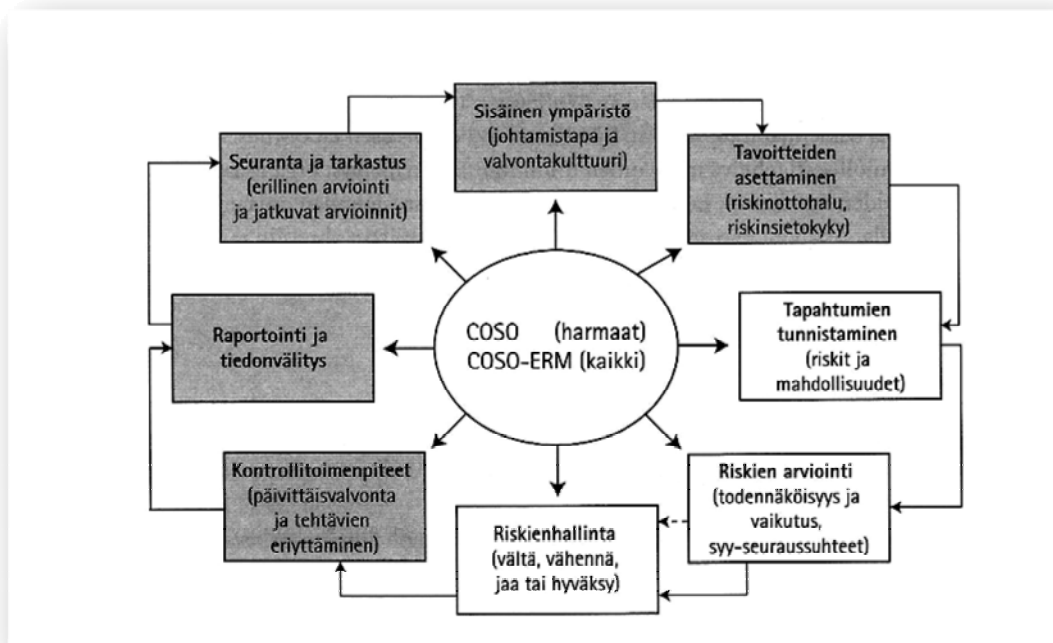 Sisäinen ympäristö
(johtamistapa ja
valvontakulttuuri)
Seuranta ja tarkastus
(erillinen arviointi
ja jatkuvat arvioinnit)
Tavoitteiden
asettaminen
(riskinottohalu,
riskinsietokyky)
Raportointi ja
tiedonvälitys
COSO (harmaat)
COSO-ERM (kaikki)
Tapahtumien
tunnistaminen
(riskit ja
mahdollisuudet)
Kontrollitoimenpiteet
(päivittäisvalvonta
ja tehtävien
eriyttäminen)
Riskienhallinta
(vältä, vähennä,
jaa tai hyväksy)
Riskien arviointi
(todennäköisyys ja
vaikutus,
syy-seuraussuhteet)